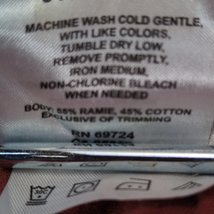 MACHINE WASH COLD GENTLE,
WITH LIKE COLORS,
TUMBLE DRY LOW,
REMOVE PROMPTLY,
IRON MEDIUM,
NON-CHLORINE BLEACH
WHEN NEEDED
BODY: 55% RAMIE, 45% COTTON
EXCLUSIVE OF TRIMMING
RN 69724